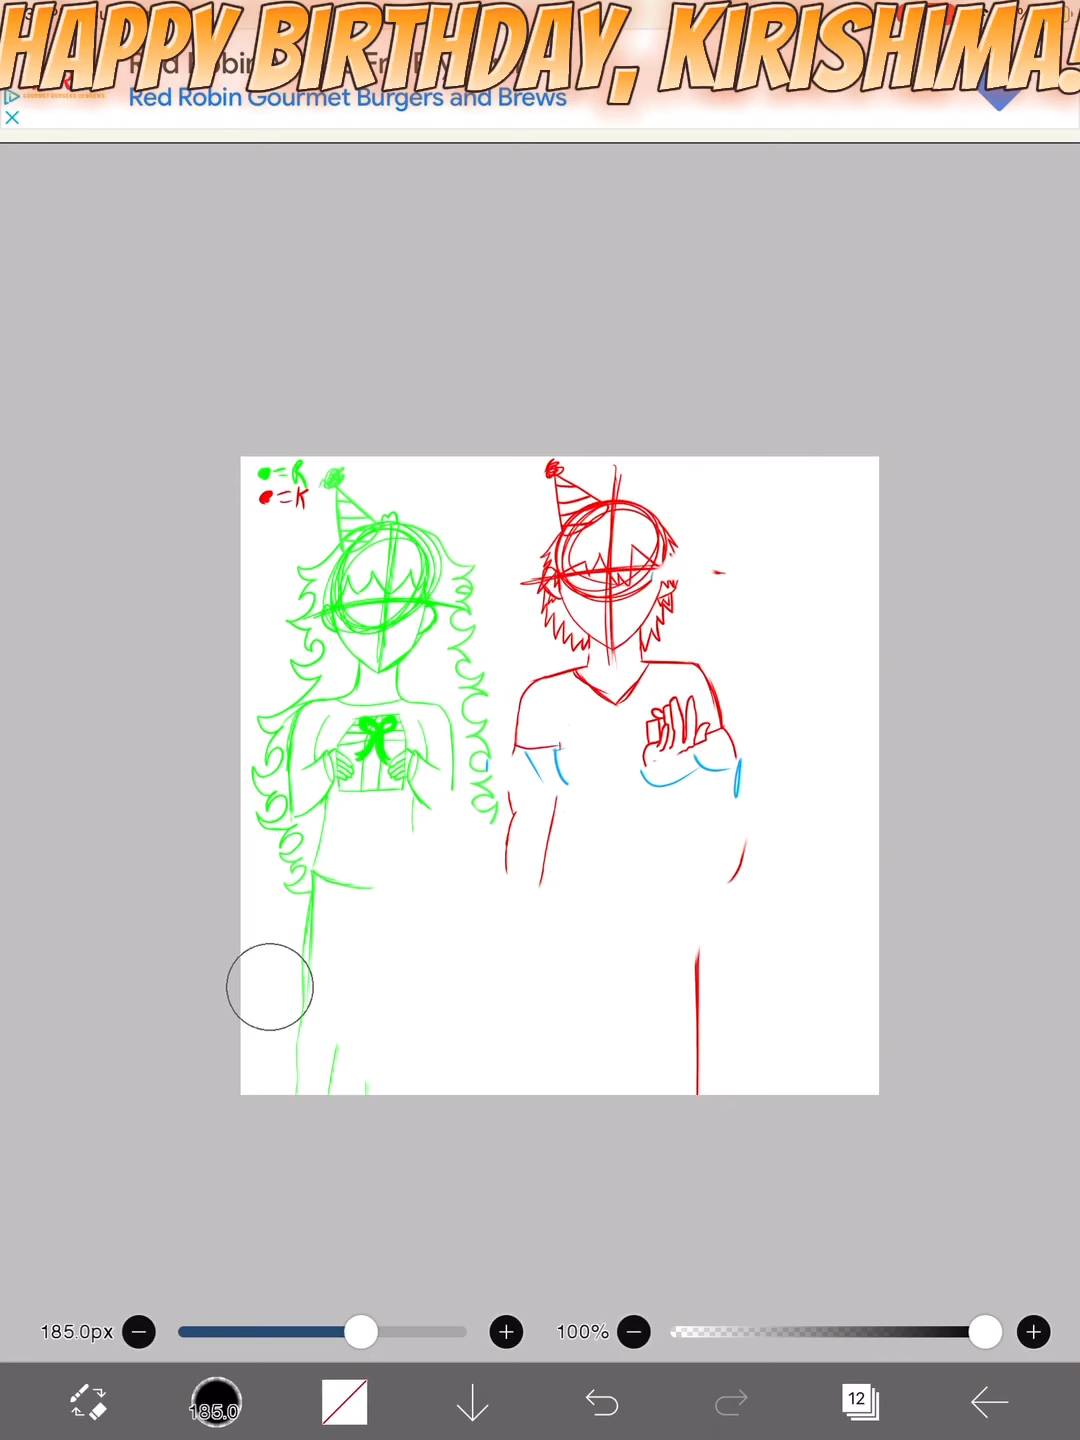 HAPPY BIRTHDAY, KIRISHIMA!
Red Robin Gourmet Burgers and Brews
=R
=K
185.0px
100%
185.0
12